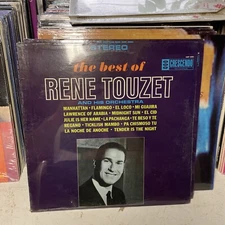 STEREO
the best of
CRESCENDO
RENE TOUZET
AND HIS ORCHESTRA
MANHATTAN • FLAMINGO • EL LOCO • MI GUAJIRA
LAWRENCE OF ARABIA • MIDNIGHT SUN • EL CID
JULIE IS HER NAME • LA PACHANGA • TE BESO Y TE
NECANO • TICKLISH MAMBO • PA CHISMOSO TU
LA NOCHE DE ANOCHE • TENDER IS THE NIGHT